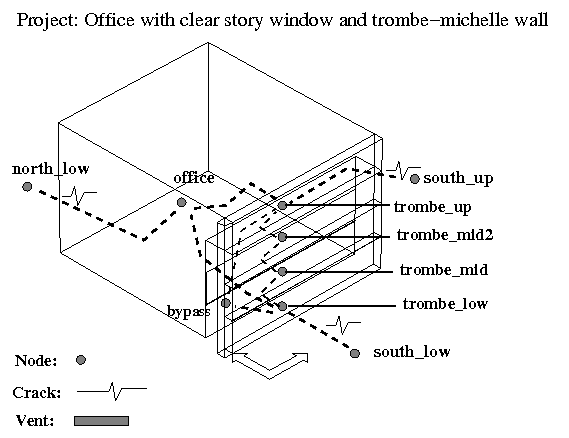 Project: Office with clear story window and trombe-michelle wall
north_low
office
south_up
trombe_up
trombe_mid2
trombe_mid
trombe_low
bypass
south_low
Node:
Crack:
Vent: